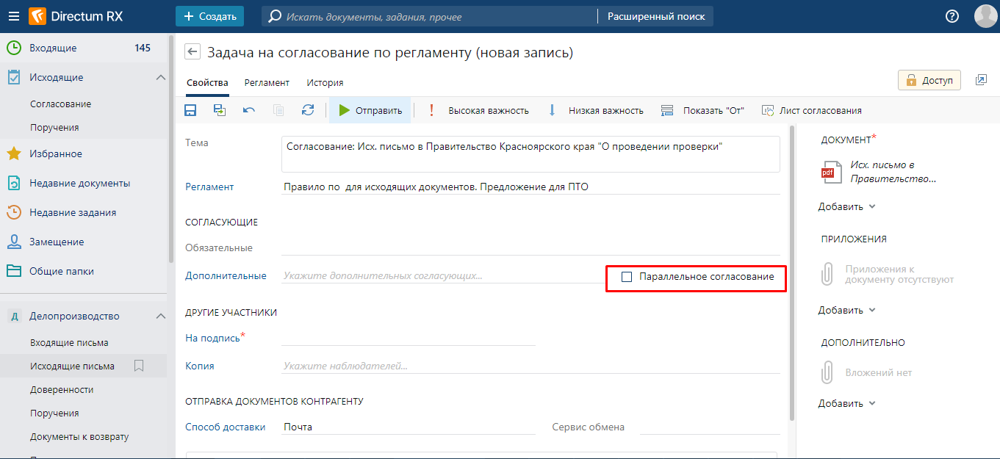 Directum RX
Создать
Искать документы, задания, прочее
Расширенный поиск
Входящие 145
Исходящие
Согласование
Поручения
Избранное
Недавние документы
Недавние задания
Замещение
Общие папки
Д Делопроизводство
Входящие письма
Исходящие письма
Доверенности
Поручения
Документы к возврату
Задача на согласование по регламенту (новая запись)
Свойства Регламент История
Доступ
Отправить
Высокая важность
Низкая важность
Показать "От"
Лист согласования
Тема
Согласование: Исх. письмо в Правительство Красноярского края "О проведении проверки"
Регламент
Правило по для исходящих документов. Предложение для ПТО
СОГЛАСУЮЩИЕ
Обязательные
Дополнительные
Укажите дополнительных согласующих...
Параллельное согласование
ДРУГИЕ УЧАСТНИКИ
На подпись*
Копия
Укажите наблюдателей...
ОТПРАВКА ДОКУМЕНТОВ КОНТРАГЕНТУ
Способ доставки
Почта
Сервис обмена
ДОКУМЕНТ*
pdf
Исх. письмо в
Правительство...
Добавить
ПРИЛОЖЕНИЯ
Приложения к
документу отсутствуют
Добавить
ДОПОЛНИТЕЛЬНО
Вложений нет
Добавить